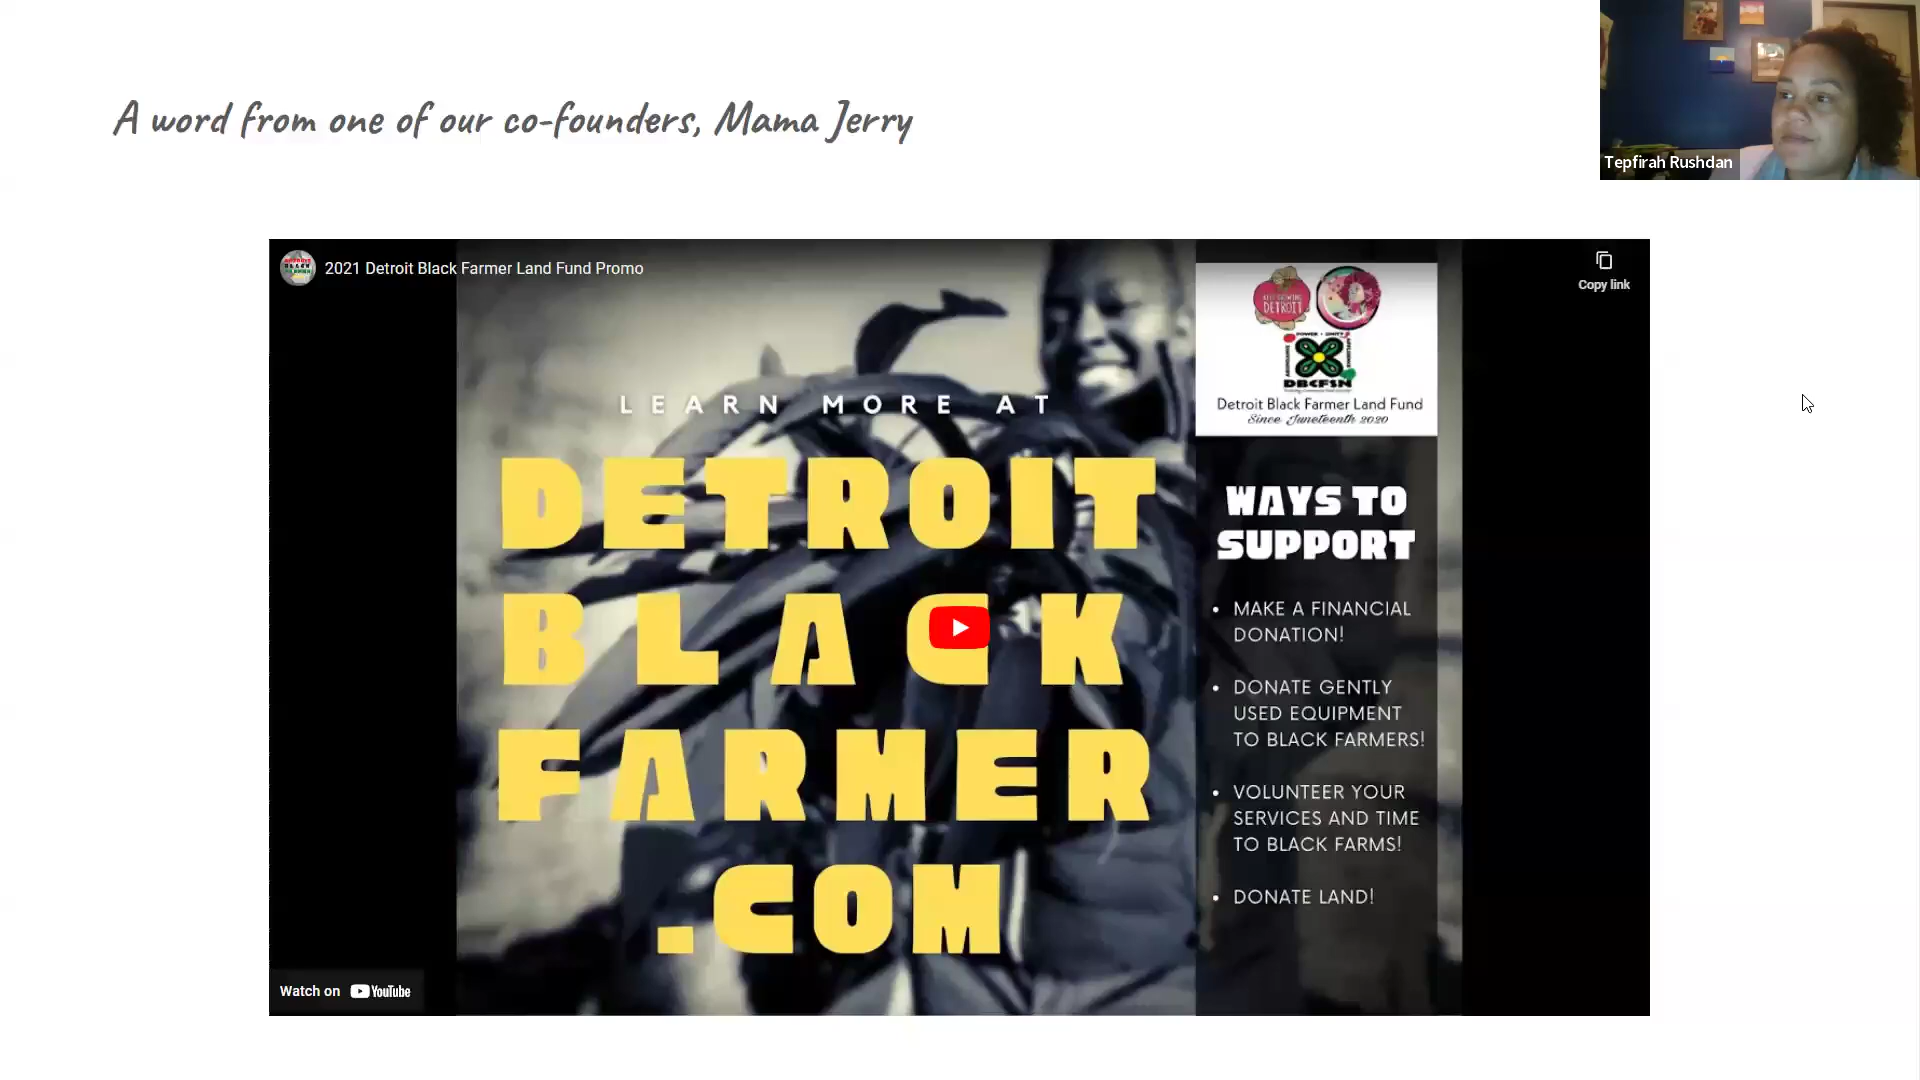 A word from one of our co-founders, Mama Jerry
Tepfirah Rushdan
2021 Detroit Black Farmer Land Fund Promo
Copy link
LEARN MORE AT
DETROIT
BLACK
FARMER
.COM
KEEP GROWING
DETROIT
DBCFSN
Detroit Black Farmer Land Fund
Since Juneteenth 2020
WAYS TO
SUPPORT
• MAKE A FINANCIAL
DONATION!
• DONATE GENTLY
USED EQUIPMENT
TO BLACK FARMERS!
• VOLUNTEER YOUR
SERVICES AND TIME
TO BLACK FARMS!
• DONATE LAND!
Watch on YouTube